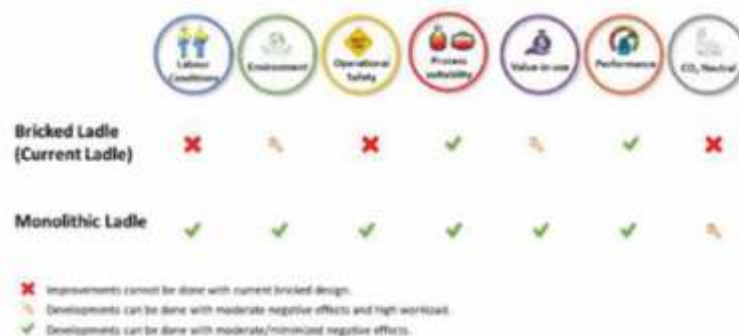 Labour
Conditions
Environment
Operational
Safety
Process
suitability
Value-in-use
Performance
CO₂ Neutral
Bricked Ladle
(Current Ladle)
Monolithic Ladle
Improvements cannot be done with current bricked design.
Developments can be done with moderate negative effects and high workload.
Developments can be done with moderate/minimized negative effects.